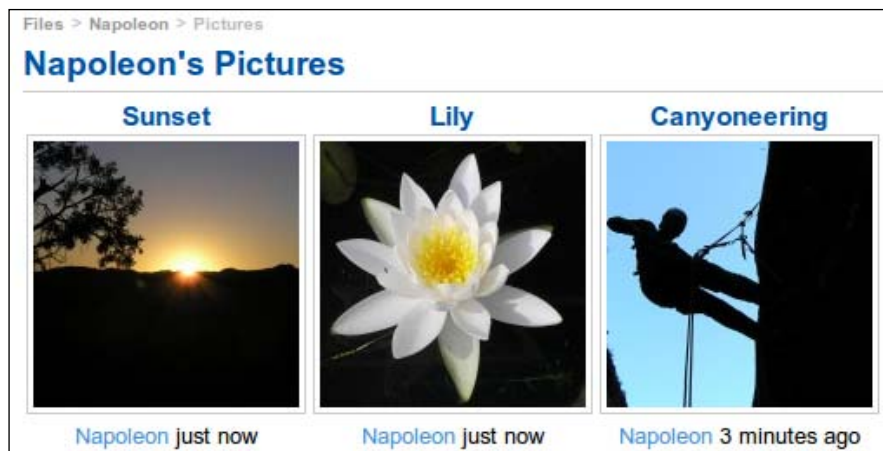 Files > Napoleon > Pictures
Napoleon's Pictures
Sunset Lily Canyoneering
Napoleon just now Napoleon just now Napoleon 3 minutes ago